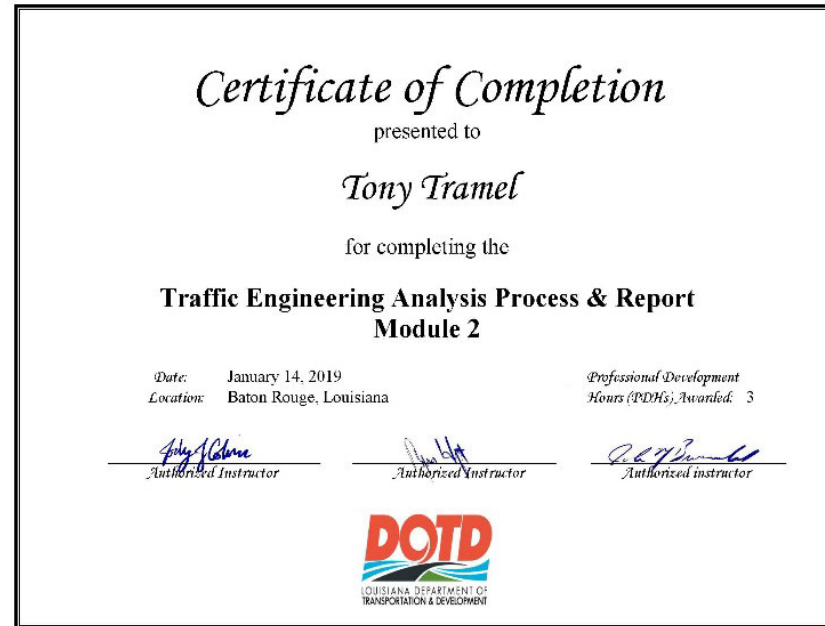 Certificate of Completion
presented to
Tony Tramel
for completing the
Traffic Engineering Analysis Process & Report
Module 2
Date: January 14, 2019
Location: Baton Rouge, Louisiana
Professional Development
Hours (PDHs) Awarded: 3
Authorized Instructor
Authorized Instructor
Authorized instructor
DOTD
LOUISIANA DEPARTMENT OF
TRANSPORTATION & DEVELOPMENT